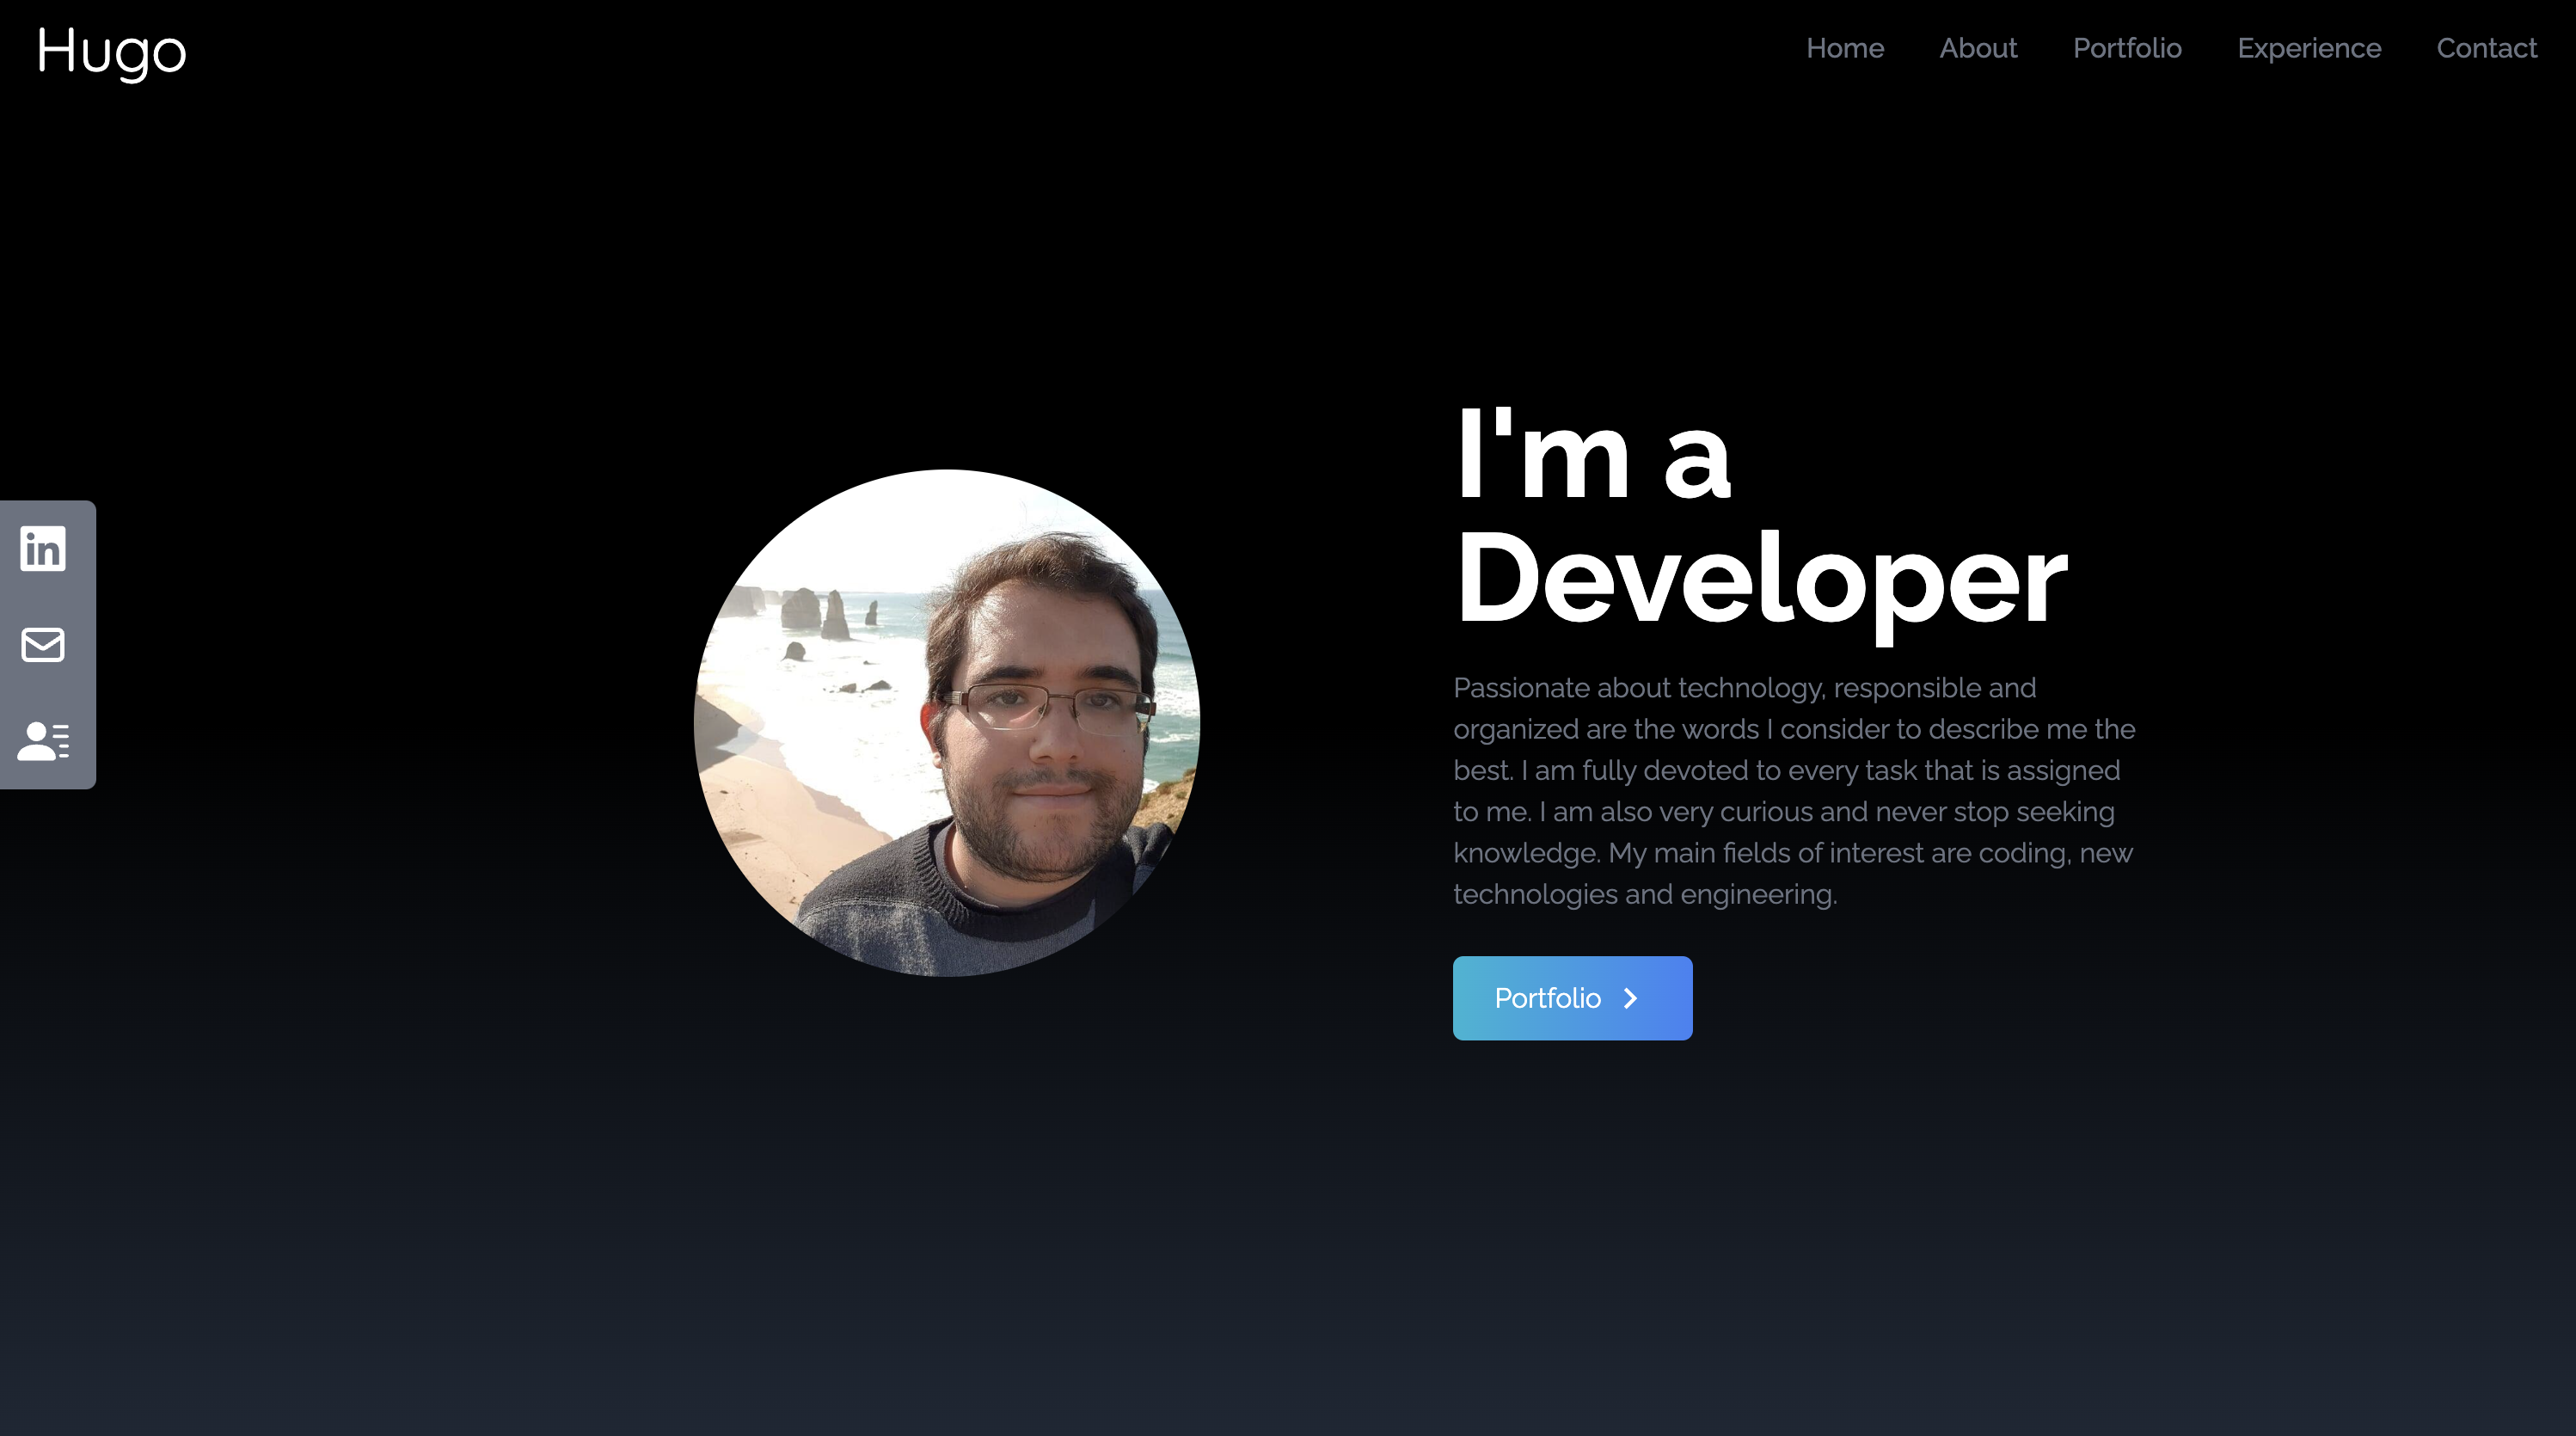 Hugo
Home About Portfolio Experience Contact
I'm a
Developer
in
Passionate about technology, responsible and
organized are the words I consider to describe me the
best. I am fully devoted to every task that is assigned
to me. I am also very curious and never stop seeking
knowledge. My main fields of interest are coding, new
technologies and engineering.
Portfolio